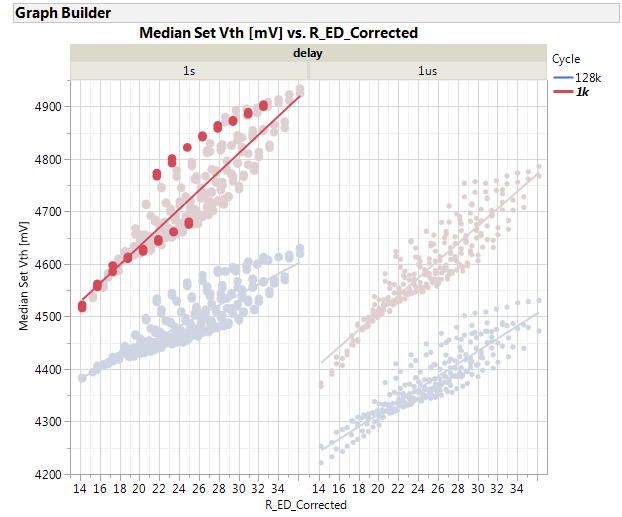 Graph Builder
Median Set Vth [mV] vs. R_ED_Corrected
delay
1s 1us
Cycle
128k
1k
Median Set Vth [mV]
4900
4800
4700
4600
4500
4400
4300
4200
14 16 18 20 22 24 26 28 30 32 34 14 16 18 20 22 24 26 28 30 32 34
R_ED_Corrected